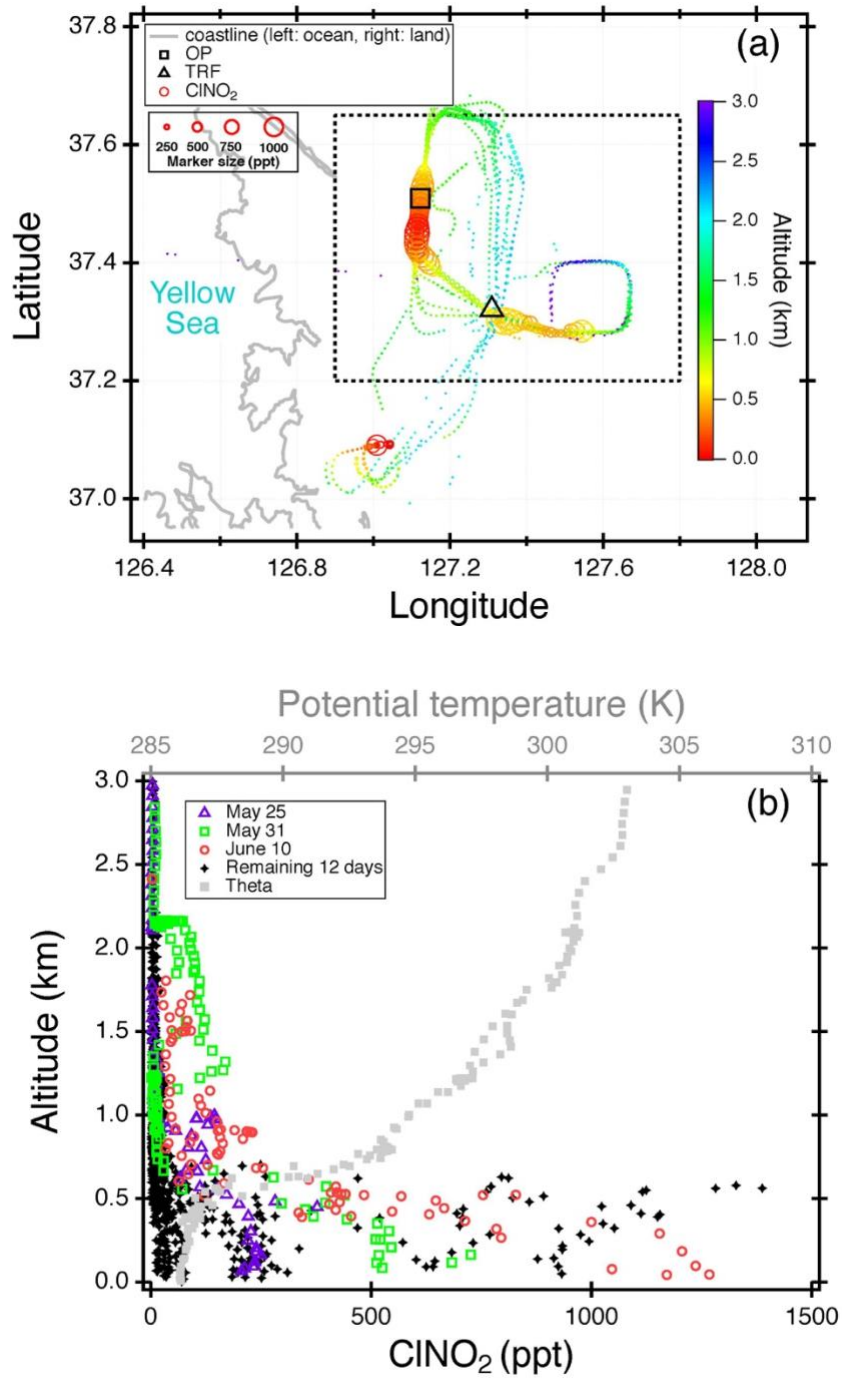 37.8
37.6
37.4
37.2
37.0
Latitude
coastline (left: ocean, right: land)
OP
TRF
ClNO₂
250 500 750 1000
Marker size (ppt)
(a)
Yellow
Sea
3.0
2.5
2.0
1.5
1.0
0.5
0.0
Altitude (km)
126.4 126.8 127.2 127.6 128.0
Longitude
Potential temperature (K)
285 290 295 300 305 310
3.0
2.5
2.0
1.5
1.0
0.5
0.0
Altitude (km)
May 25
May 31
June 10
Remaining 12 days
Theta
(b)
0 500 1000 1500
ClNO₂ (ppt)